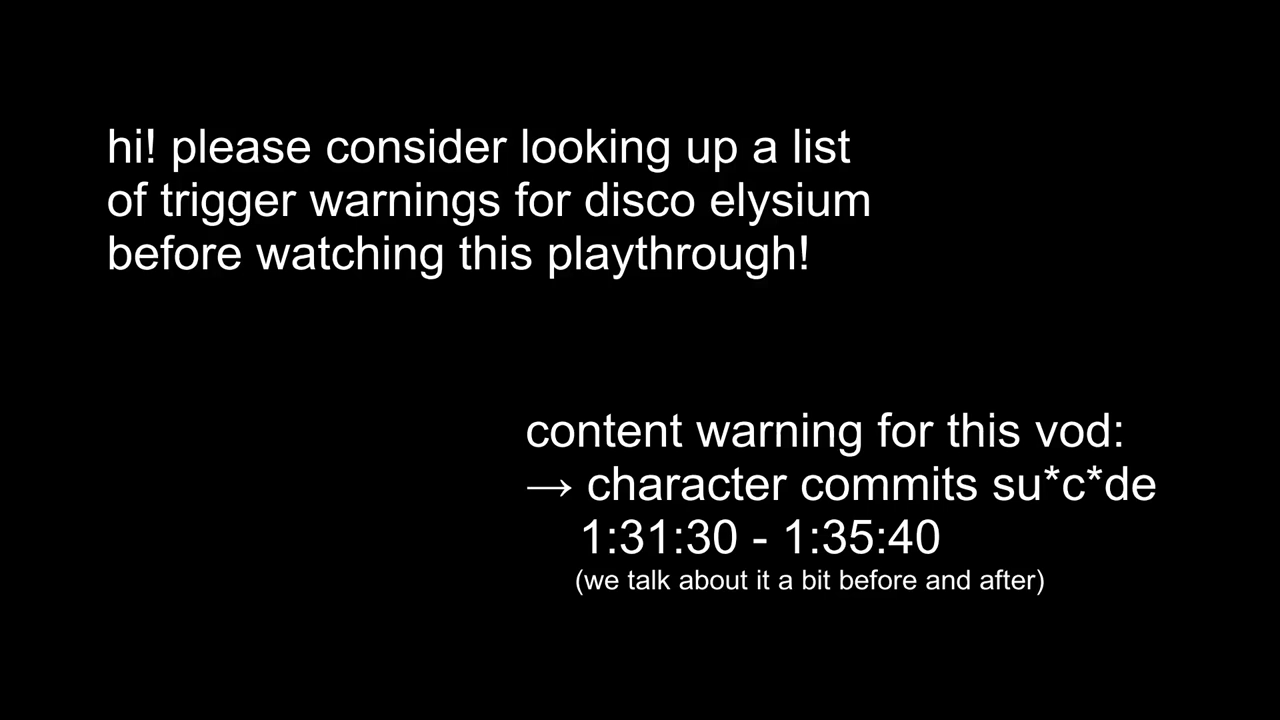 hi! please consider looking up a list
of trigger warnings for disco elysium
before watching this playthrough!
content warning for this vod:
→ character commits su*c*de
1:31:30 - 1:35:40
(we talk about it a bit before and after)